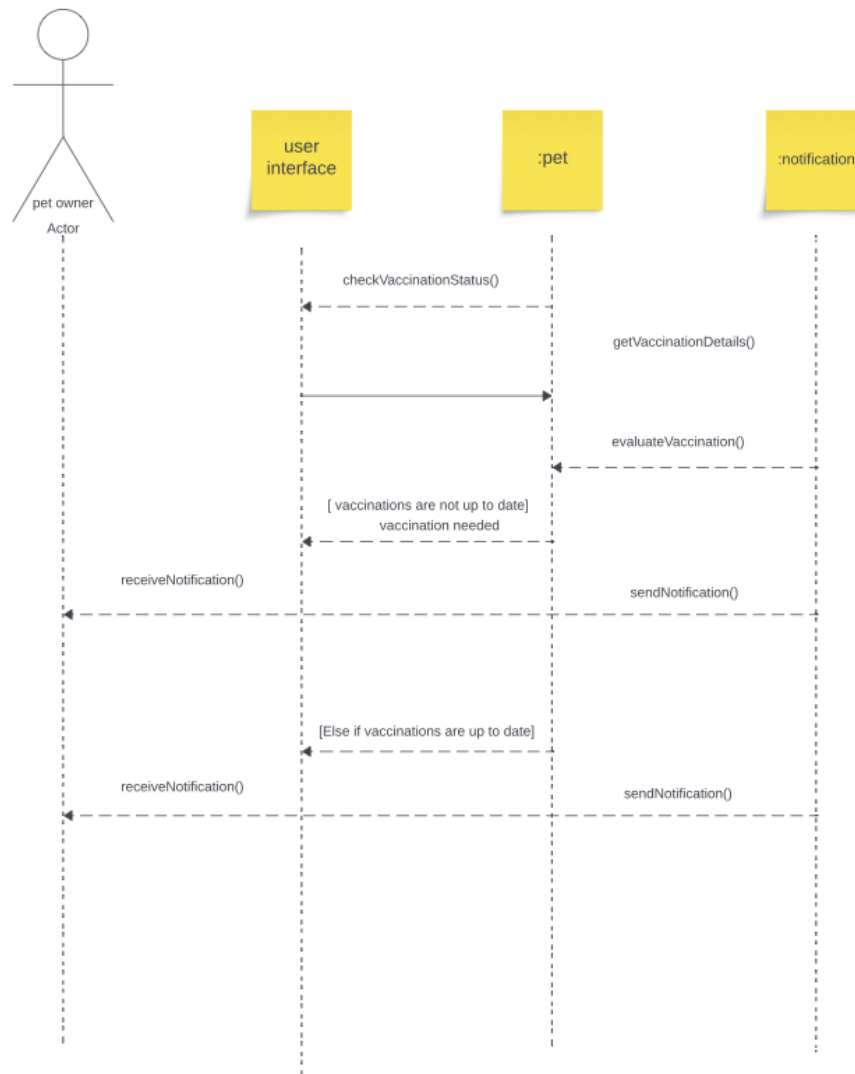 user
interface
:pet
:notification
pet owner
Actor
checkVaccinationStatus()
getVaccinationDetails()
evaluateVaccination()
[ vaccinations are not up to date]
vaccination needed
receiveNotification()
sendNotification()
[Else if vaccinations are up to date]
receiveNotification()
sendNotification()